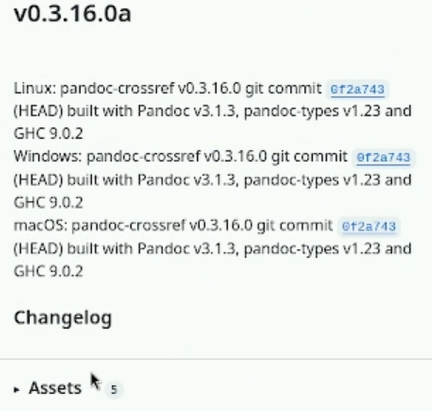 v0.3.16.0a
Linux: pandoc-crossref v0.3.16.0 git commit 0f2a743
(HEAD) built with Pandoc v3.1.3, pandoc-types v1.23 and
GHC 9.0.2
Windows: pandoc-crossref v0.3.16.0 git commit 0f2a743
(HEAD) built with Pandoc v3.1.3, pandoc-types v1.23 and
GHC 9.0.2
macOS: pandoc-crossref v0.3.16.0 git commit 0f2a743
(HEAD) built with Pandoc v3.1.3, pandoc-types v1.23 and
GHC 9.0.2
Changelog
Assets 5